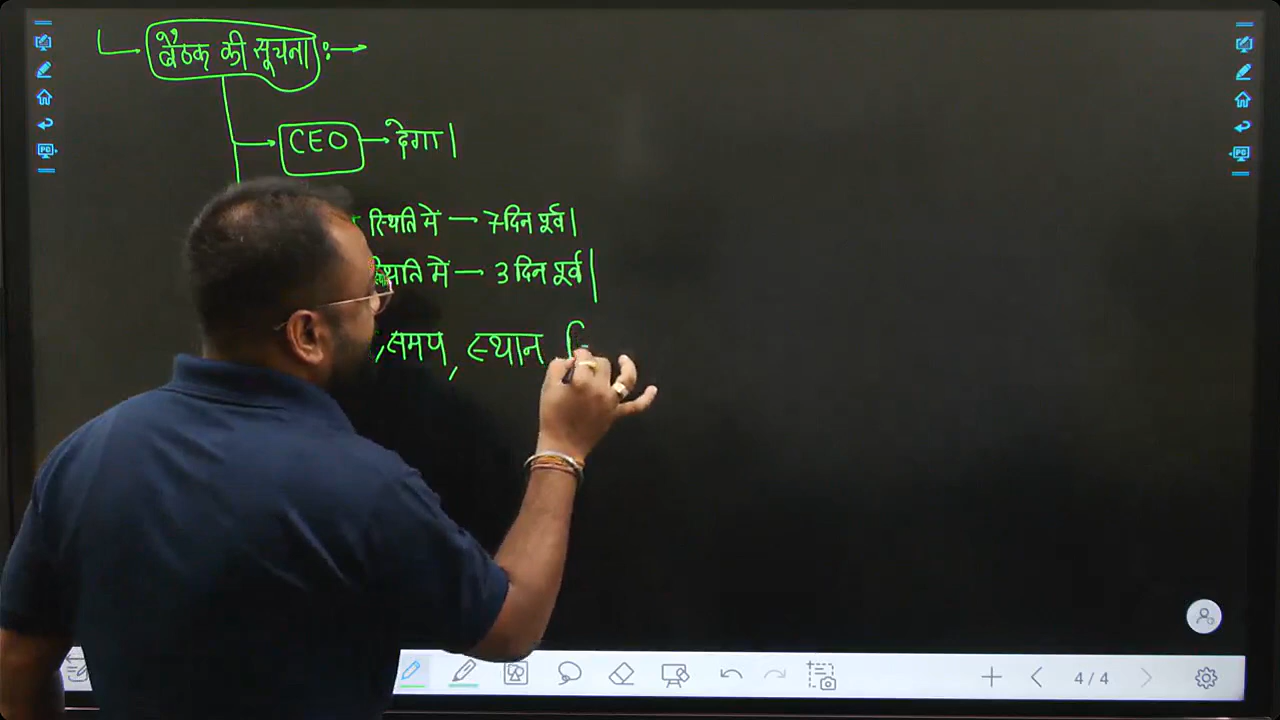 बैठक की सूचना :→
CEO → देगा |
स्थिति में — 7 दिन पूर्व |
स्थिति में — 3 दिन पूर्व |
, समय, स्थान
4 / 4